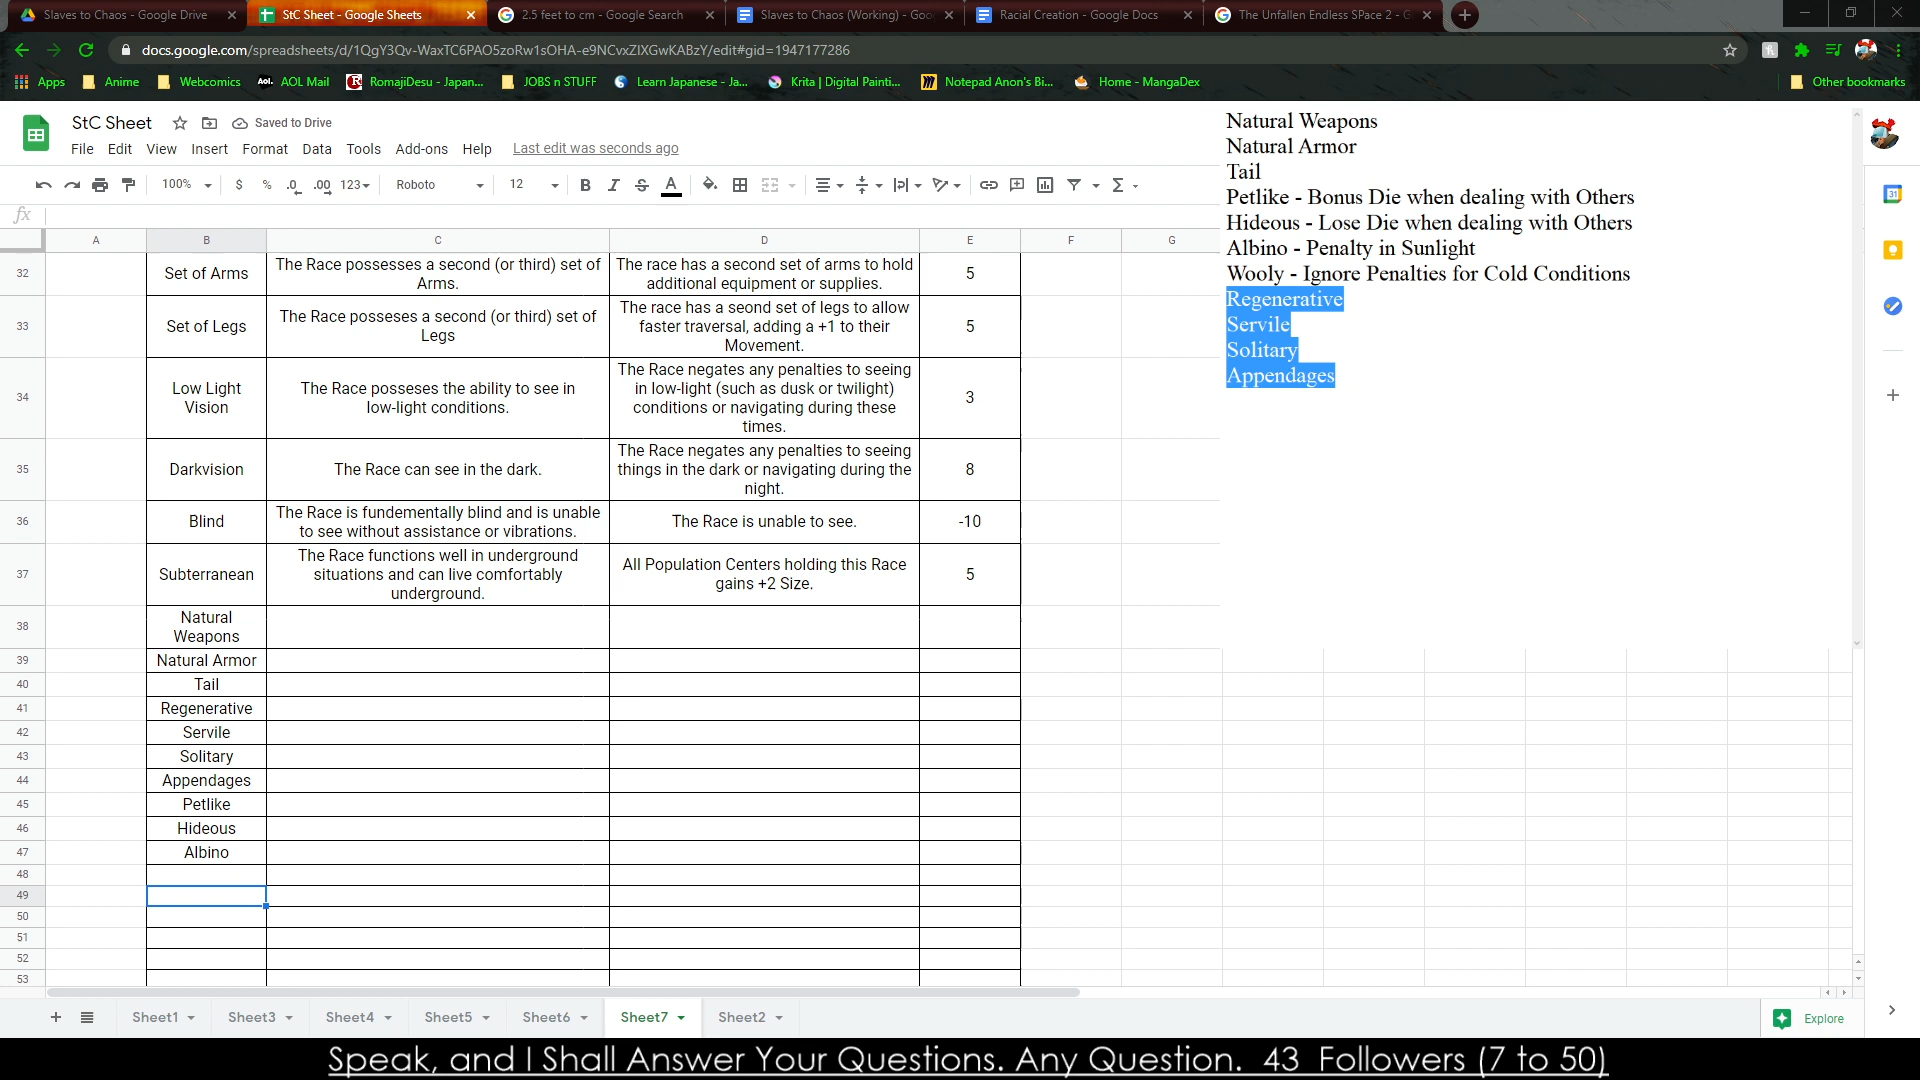 Slaves to Chaos - Google Drive
StC Sheet - Google Sheets
2.5 feet to cm - Google Search
Slaves to Chaos (Working) - Goo
Racial Creation - Google Docs
The Unfallen Endless SPace 2 - G
docs.google.com/spreadsheets/d/1QgY3Qv-WaxTC6PAO5zoRw1sOHA-e9NCvxZIXGwKABzY/edit#gid=1947177286
Apps
Anime
Webcomics
Aol.
AOL Mail
RomajiDesu - Japan...
JOBS n STUFF
Learn Japanese - Ja...
Krita | Digital Painti...
Notepad Anon's Bi...
Home - MangaDex
Other bookmarks
StC Sheet
Saved to Drive
File Edit View Insert Format Data Tools Add-ons Help Last edit was seconds ago
100% $ % .0 .00 123 Roboto 12 B I S A
fx
A B C D E F G
32 Set of Arms
The Race possesses a second (or third) set of
Arms.
The race has a second set of arms to hold
additional equipment or supplies.
5
33 Set of Legs
The Race posseses a second (or third) set of
Legs
The race has a seond set of legs to allow
faster traversal, adding a +1 to their
Movement.
5
34 Low Light
Vision
The Race posseses the ability to see in
low-light conditions.
The Race negates any penalties to seeing
in low-light (such as dusk or twilight)
conditions or navigating during these
times.
3
35 Darkvision
The Race can see in the dark.
The Race negates any penalties to seeing
things in the dark or navigating during the
night.
8
36 Blind
The Race is fundementally blind and is unable
to see without assistance or vibrations.
The Race is unable to see.
-10
37 Subterranean
The Race functions well in underground
situations and can live comfortably
underground.
All Population Centers holding this Race
gains +2 Size.
5
38 Natural
Weapons
39 Natural Armor
40 Tail
41 Regenerative
42 Servile
43 Solitary
44 Appendages
45 Petlike
46 Hideous
47 Albino
48
49
50
51
52
53
Natural Weapons
Natural Armor
Tail
Petlike - Bonus Die when dealing with Others
Hideous - Lose Die when dealing with Others
Albino - Penalty in Sunlight
Wooly - Ignore Penalties for Cold Conditions
Regenerative
Servile
Solitary
Appendages
31
Sheet1 Sheet3 Sheet4 Sheet5 Sheet6 Sheet7 Sheet2
Explore
Speak, and I Shall Answer Your Questions. Any Question. 43 Followers (7 to 50)